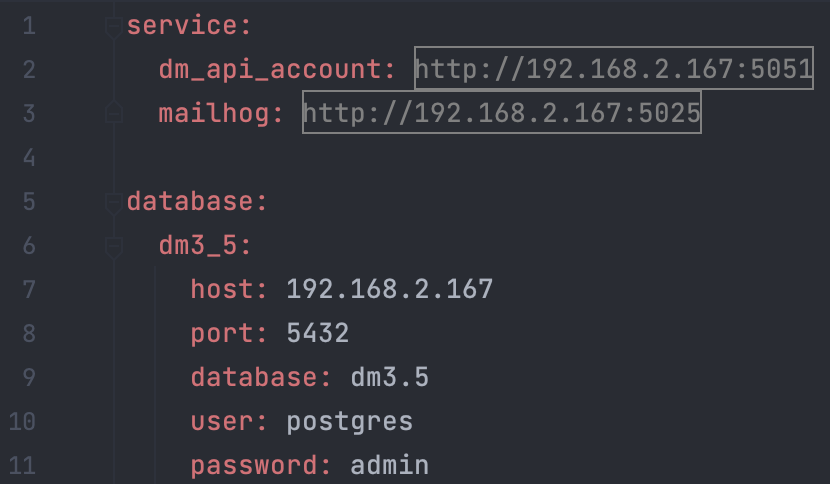 1 service:
2   dm_api_account: http://192.168.2.167:5051
3   mailhog: http://192.168.2.167:5025
4
5 database:
6   dm3_5:
7     host: 192.168.2.167
8     port: 5432
9     database: dm3.5
10     user: postgres
11     password: admin